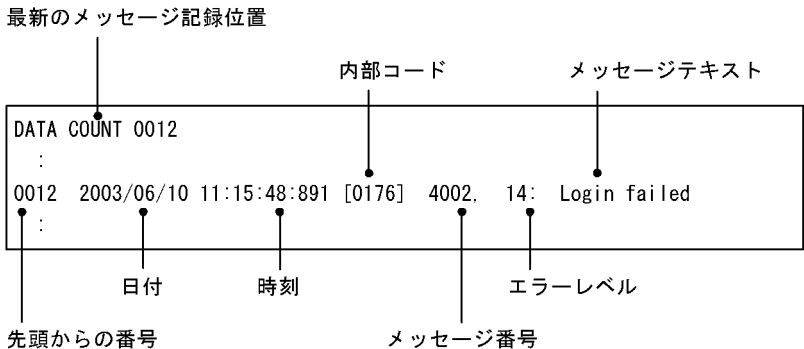 最新のメッセージ記録位置
内部コード
メッセージテキスト
DATA COUNT 0012
:
0012 2003/06/10 11:15:48:891 [0176] 4002, 14: Login failed
:
日付
時刻
エラーレベル
先頭からの番号
メッセージ番号